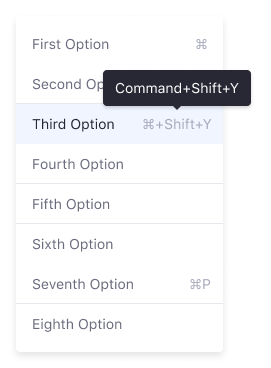 First Option ⌘
Second Op
Command+Shift+Y
Third Option ⌘+Shift+Y
Fourth Option
Fifth Option
Sixth Option
Seventh Option ⌘P
Eighth Option